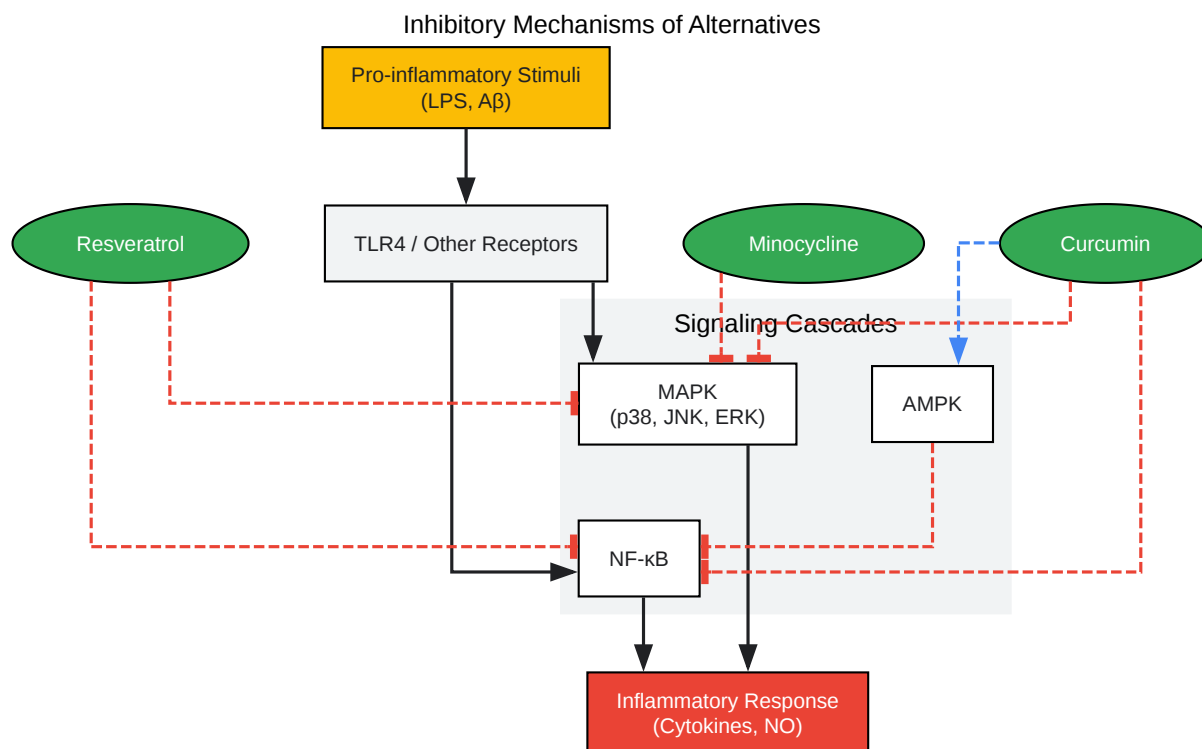 Inhibitory Mechanisms of Alternatives
Pro-inflammatory Stimuli
(LPS, Aβ)
Resveratrol
TLR4 / Other Receptors
Minocycline
Curcumin
Signaling Cascades
MAPK
(p38, JNK, ERK)
AMPK
NF-κB
Inflammatory Response
(Cytokines, NO)